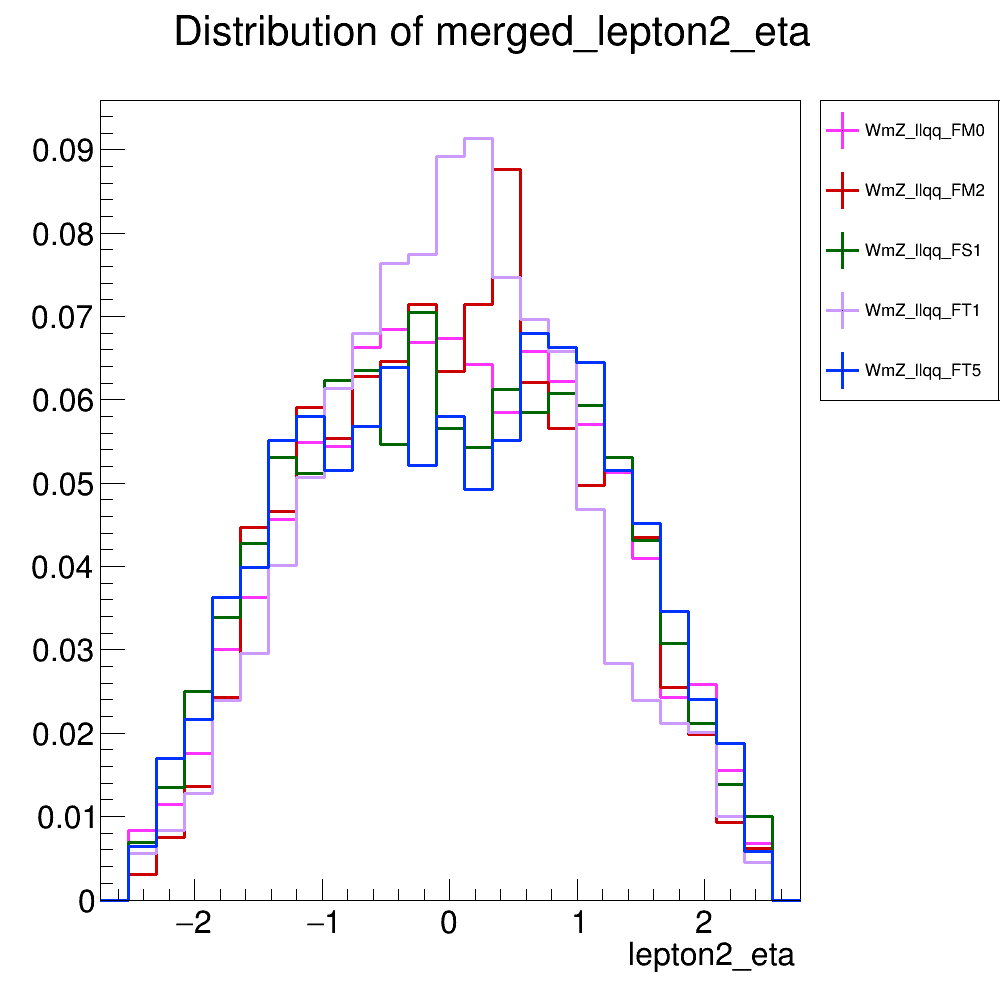 Distribution of merged_lepton2_eta
0.09
0.08
0.07
0.06
0.05
0.04
0.03
0.02
0.01
0
−2 −1 0 1 2
lepton2_eta
WmZ_llqq_FM0
WmZ_llqq_FM2
WmZ_llqq_FS1
WmZ_llqq_FT1
WmZ_llqq_FT5